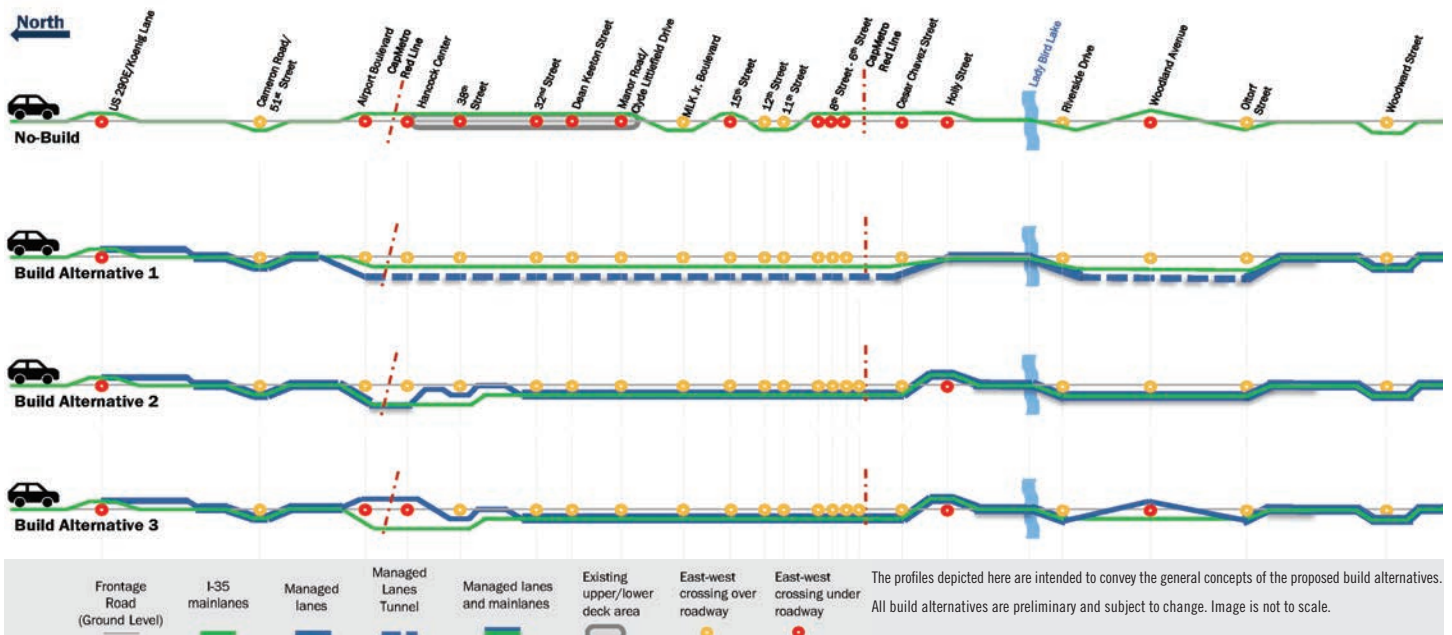 North
US 290E/Koenig Lane
Cameron Road/
51st Street
Airport Boulevard
CapMetro
Red Line
Hancock Center
38th
Street
32nd Street
Dean Keeton Street
Manor Road/
Clyde Littlefield Drive
MLK Jr. Boulevard
15th Street
12th Street
11th Street
8th Street - 6th Street
CapMetro
Red Line
Cesar Chavez Street
Holly Street
Lady Bird Lake
Riverside Drive
Woodland Avenue
Oltorf
Street
Woodward Street
No-Build
Build Alternative 1
Build Alternative 2
Build Alternative 3
Frontage
Road
(Ground Level)
I-35
mainlanes
Managed
lanes
Managed
Lanes
Tunnel
Managed lanes
and mainlanes
Existing
upper/lower
deck area
East-west
crossing over
roadway
East-west
crossing under
roadway
The profiles depicted here are intended to convey the general concepts of the proposed build alternatives.
All build alternatives are preliminary and subject to change. Image is not to scale.